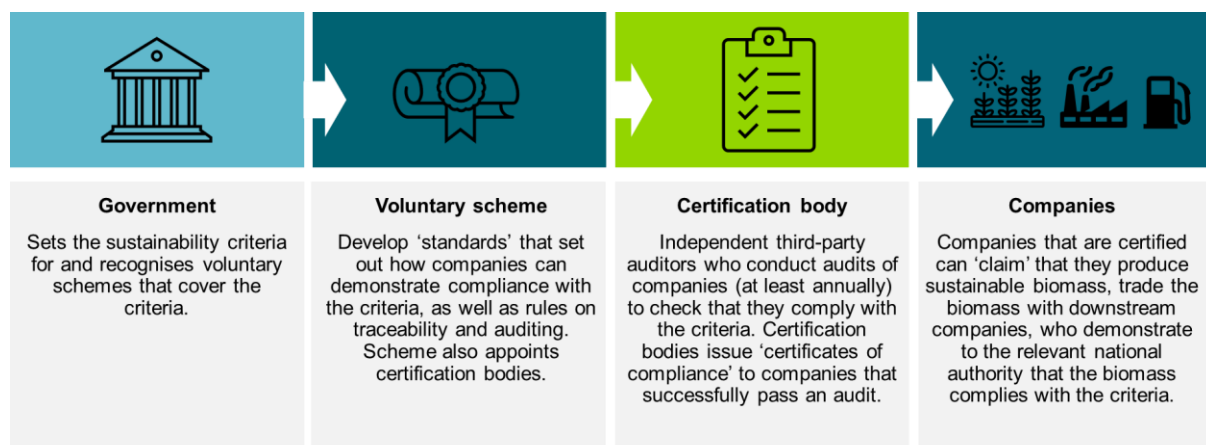 Government
Sets the sustainability criteria
for and recognises voluntary
schemes that cover the
criteria.
Voluntary scheme
Develop ‘standards’ that set
out how companies can
demonstrate compliance with
the criteria, as well as rules on
traceability and auditing.
Scheme also appoints
certification bodies.
Certification body
Independent third-party
auditors who conduct audits of
companies (at least annually)
to check that they comply with
the criteria. Certification
bodies issue ‘certificates of
compliance’ to companies that
successfully pass an audit.
Companies
Companies that are certified
can ‘claim’ that they produce
sustainable biomass, trade the
biomass with downstream
companies, who demonstrate
to the relevant national
authority that the biomass
complies with the criteria.